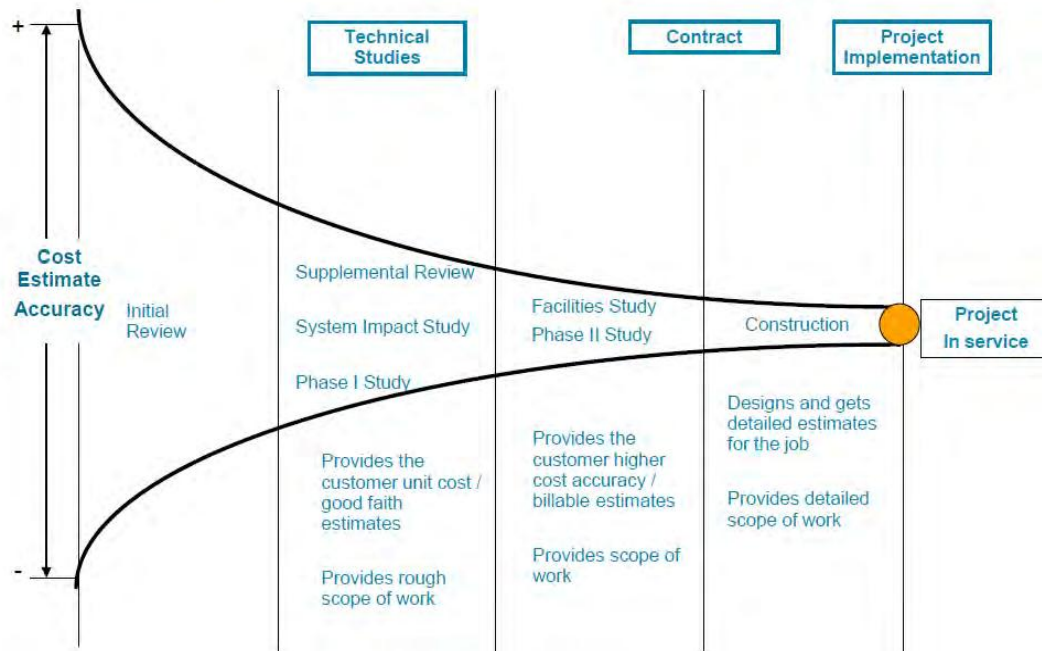 +
Technical
Studies
Contract
Project
Implementation
Cost
Estimate
Accuracy
Initial
Review
Supplemental Review
System Impact Study
Phase I Study
Facilities Study
Phase II Study
Construction
Project
In service
Provides the
customer unit cost /
good faith
estimates
Provides rough
scope of work
Provides the
customer higher
cost accuracy /
billable estimates
Provides scope of
work
Designs and gets
detailed estimates
for the job
Provides detailed
scope of work
-